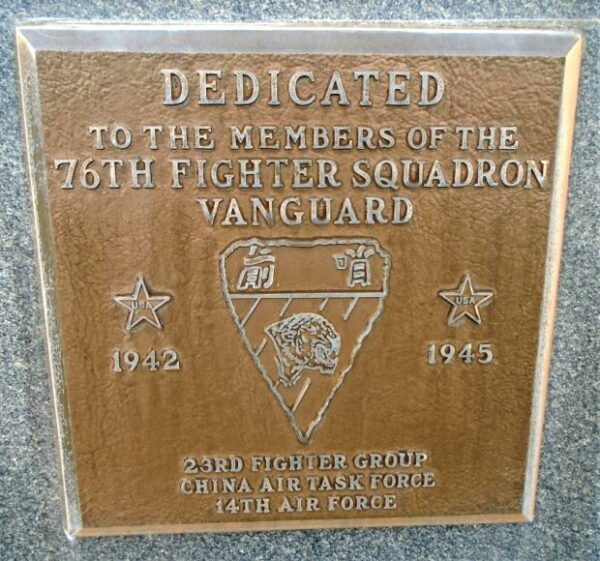 DEDICATED
TO THE MEMBERS OF THE
76TH FIGHTER SQUADRON
VANGUARD
前 哨
USA USA
1942 1945
23RD FIGHTER GROUP
CHINA AIR TASK FORCE
14TH AIR FORCE